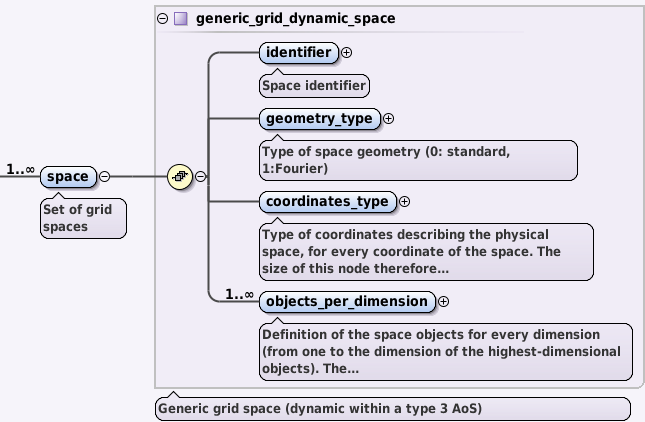 generic_grid_dynamic_space
identifier
Space identifier
geometry_type
Type of space geometry (0: standard,
1:Fourier)
1..∞
space
Set of grid
spaces
coordinates_type
Type of coordinates describing the physical
space, for every coordinate of the space. The
size of this node therefore...
1..∞
objects_per_dimension
Definition of the space objects for every dimension
(from one to the dimension of the highest-dimensional
objects). The...
Generic grid space (dynamic within a type 3 AoS)